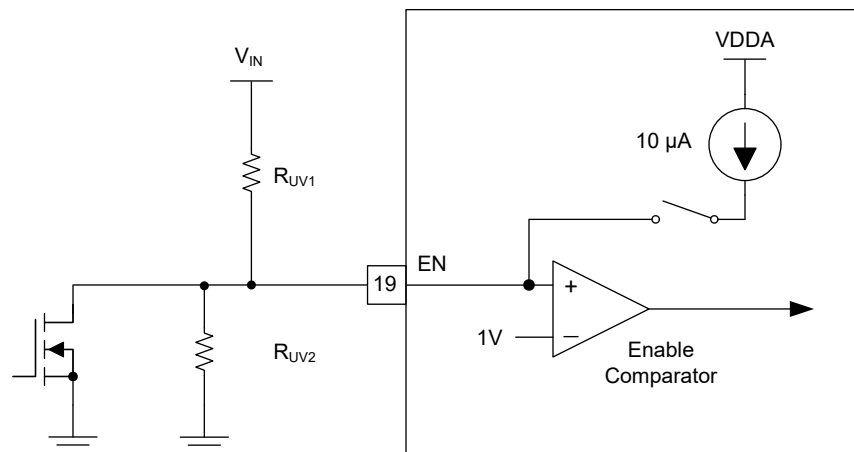 VDDA
V_IN
10 µA
R_UV1
EN
19
+
1V
−
R_UV2
Enable
Comparator